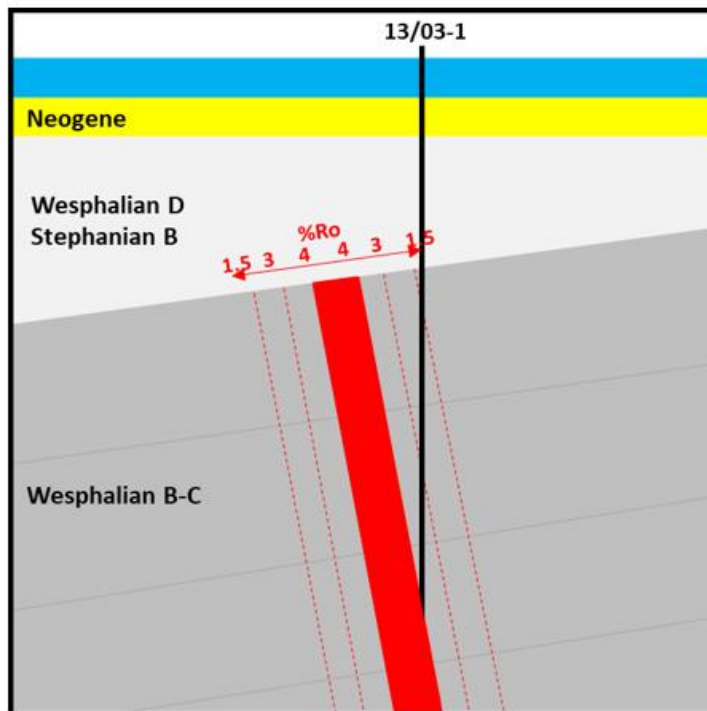 13/03-1
Neogene
Wesphalian D
Stephanian B
%Ro
1.5 3 4 4 3 1.5
Wesphalian B-C